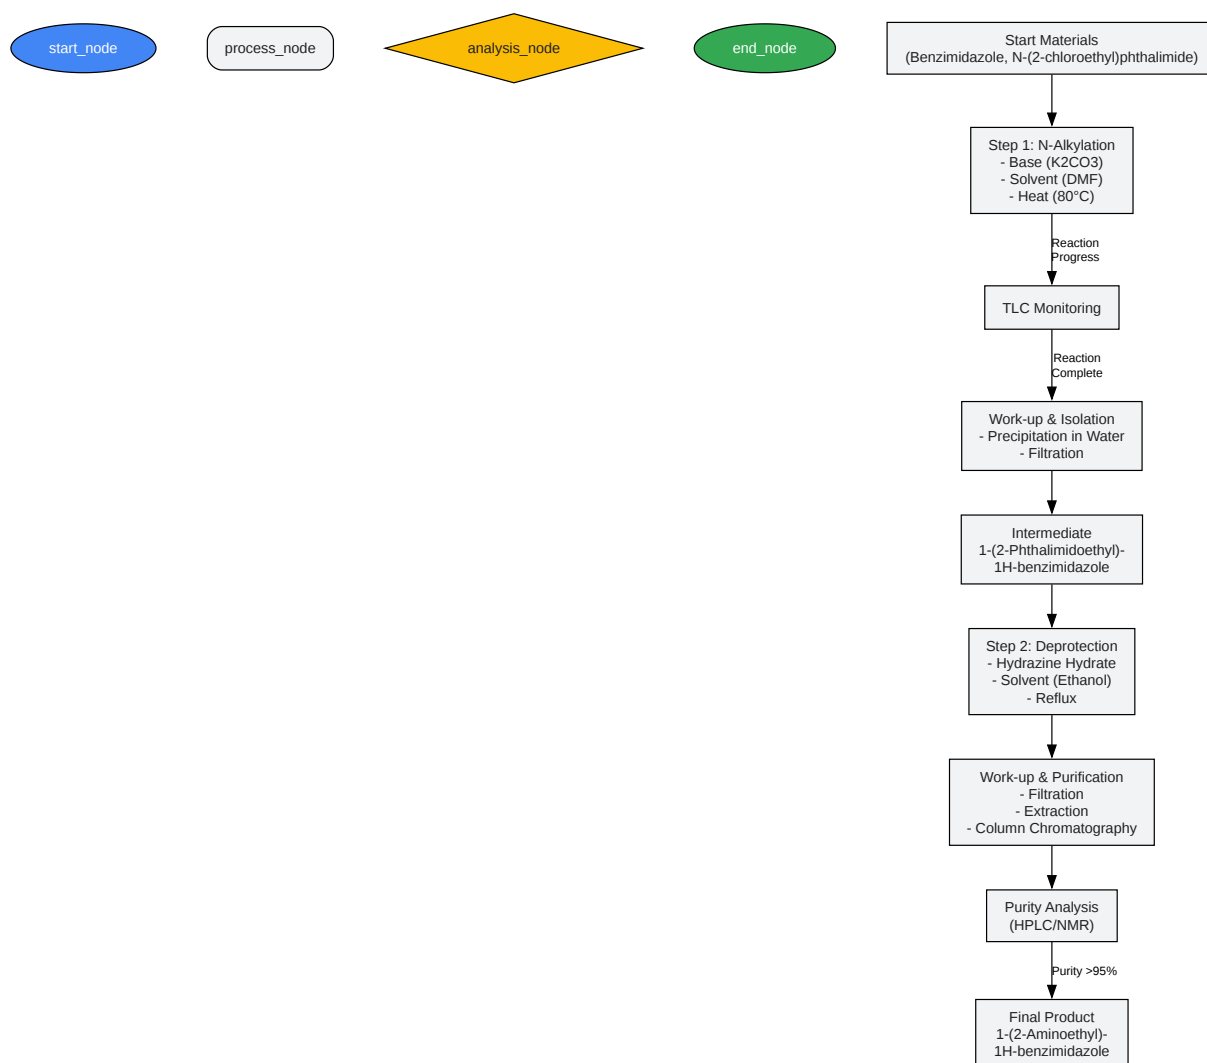 start_node
process_node
analysis_node
end_node
Start Materials
(Benzimidazole, N-(2-chloroethyl)phthalimide)
Step 1: N-Alkylation
- Base (K2CO3)
- Solvent (DMF)
- Heat (80°C)
Reaction
Progress
TLC Monitoring
Reaction
Complete
Work-up & Isolation
- Precipitation in Water
- Filtration
Intermediate
1-(2-Phthalimidoethyl)-
1H-benzimidazole
Step 2: Deprotection
- Hydrazine Hydrate
- Solvent (Ethanol)
- Reflux
Work-up & Purification
- Filtration
- Extraction
- Column Chromatography
Purity Analysis
(HPLC/NMR)
Purity >95%
Final Product
1-(2-Aminoethyl)-
1H-benzimidazole